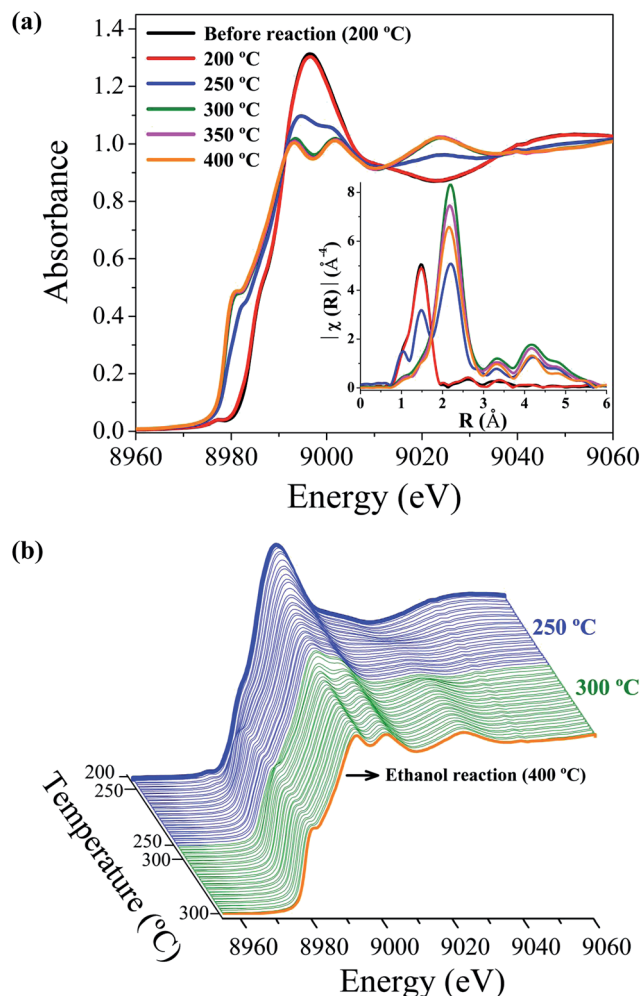 (a)
Before reaction (200 ºC)
200 ºC
250 ºC
300 ºC
350 ºC
400 ºC
Absorbance
1.4
1.2
1.0
0.8
0.6
0.4
0.2
0.0
8960 8980 9000 9020 9040 9060
Energy (eV)
| χ (R) | (Å⁻⁴)
8
6
4
2
0
0 1 2 3 4 5 6
R (Å)
(b)
250 ºC
300 ºC
Ethanol reaction (400 ºC)
200
250
250
300
300
Temperature (ºC)
8960 8980 9000 9020 9040 9060
Energy (eV)